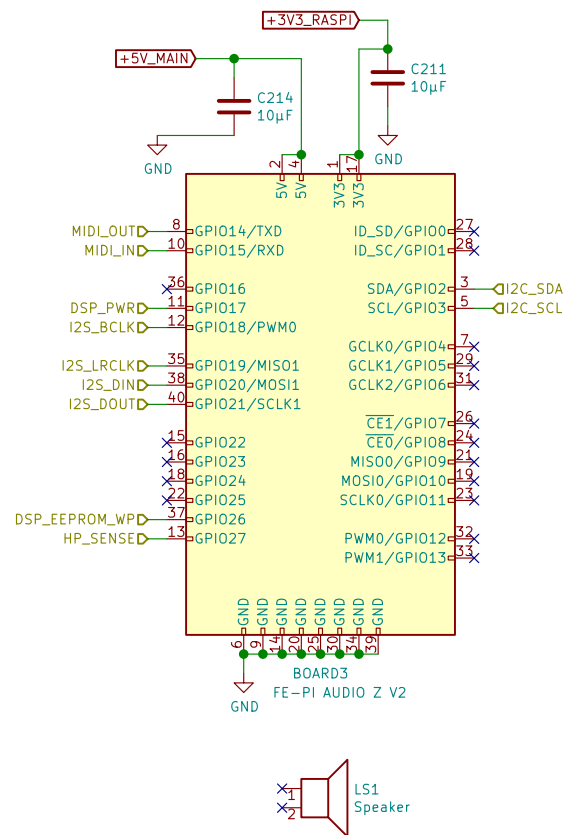 +3V3_RASPI
+5V_MAIN
C211
10µF
C214
10µF
GND
GND
2 4 1 17
5V 5V 3V3 3V3
MIDI_OUT 8 GPIO14/TXD ID_SD/GPIO0 27
MIDI_IN 10 GPIO15/RXD ID_SC/GPIO1 28
36 GPIO16 SDA/GPIO2 3 I2C_SDA
DSP_PWR 11 GPIO17 SCL/GPIO3 5 I2C_SCL
I2S_BCLK 12 GPIO18/PWM0
GCLK0/GPIO4 7
I2S_LRCLK 35 GPIO19/MISO1 GCLK1/GPIO5 29
I2S_DIN 38 GPIO20/MOSI1 GCLK2/GPIO6 31
I2S_DOUT 40 GPIO21/SCLK1
CE1/GPIO7 26
15 GPIO22 CE0/GPIO8 24
16 GPIO23 MISO0/GPIO9 21
18 GPIO24 MOSI0/GPIO10 19
22 GPIO25 SCLK0/GPIO11 23
DSP_EEPROM_WP 37 GPIO26
HP_SENSE 13 GPIO27 PWM0/GPIO12 32
PWM1/GPIO13 33
GND GND GND GND GND GND GND GND
6 9 14 20 25 30 34 39
BOARD3
FE-PI AUDIO Z V2
GND
1 LS1
2 Speaker